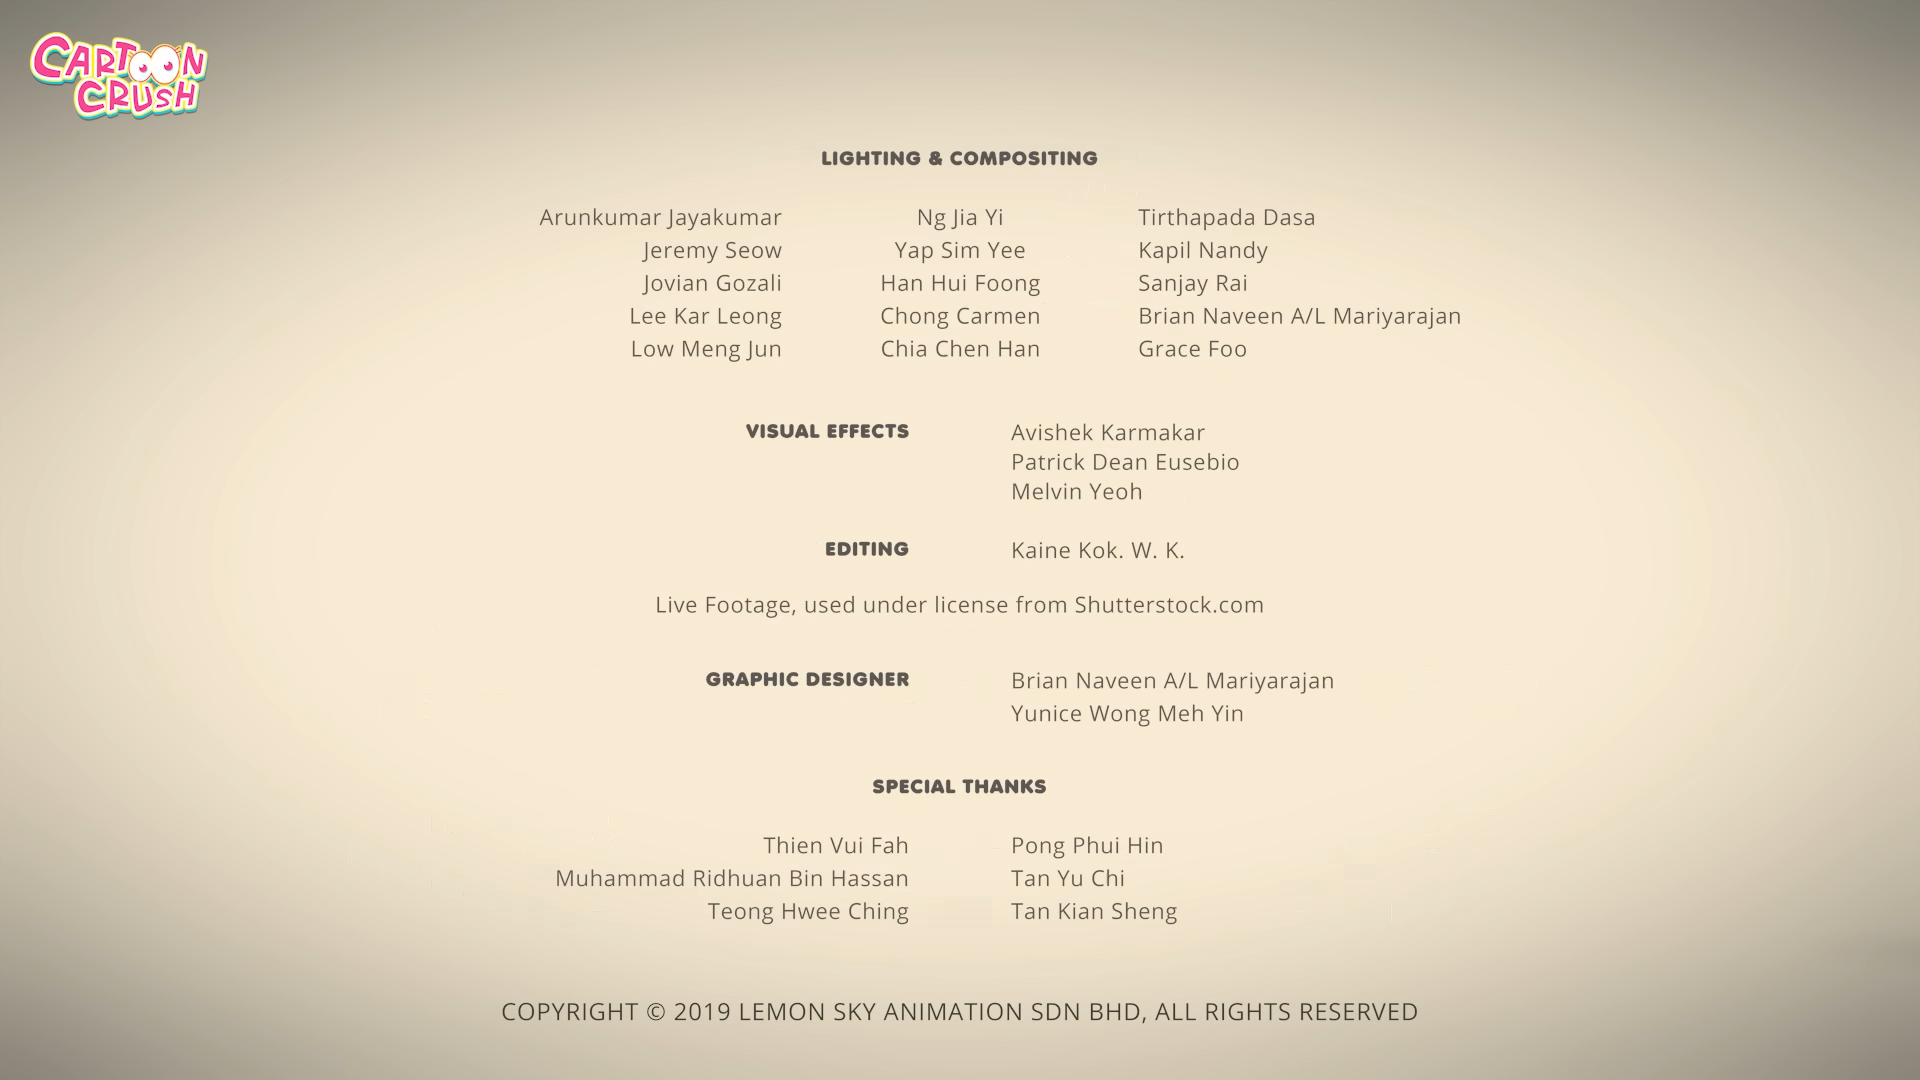 CARTOON
CRUSH
LIGHTING & COMPOSITING
Arunkumar Jayakumar Ng Jia Yi Tirthapada Dasa
Jeremy Seow Yap Sim Yee Kapil Nandy
Jovian Gozali Han Hui Foong Sanjay Rai
Lee Kar Leong Chong Carmen Brian Naveen A/L Mariyarajan
Low Meng Jun Chia Chen Han Grace Foo
VISUAL EFFECTS Avishek Karmakar
Patrick Dean Eusebio
Melvin Yeoh
EDITING Kaine Kok. W. K.
Live Footage, used under license from Shutterstock.com
GRAPHIC DESIGNER Brian Naveen A/L Mariyarajan
Yunice Wong Meh Yin
SPECIAL THANKS
Thien Vui Fah Pong Phui Hin
Muhammad Ridhuan Bin Hassan Tan Yu Chi
Teong Hwee Ching Tan Kian Sheng
COPYRIGHT © 2019 LEMON SKY ANIMATION SDN BHD, ALL RIGHTS RESERVED